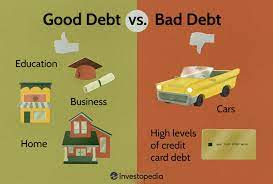 Good Debt vs. Bad Debt
Education
Business
Home
Cars
High levels
of credit
card debt
investopedia